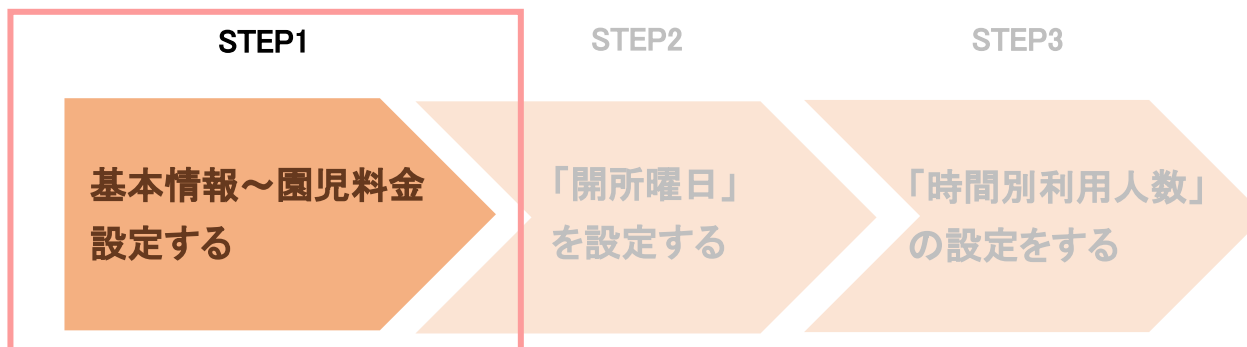 STEP1
基本情報～園児料金
設定する
STEP2
「開所曜日」
を設定する
STEP3
「時間別利用人数」
の設定をする